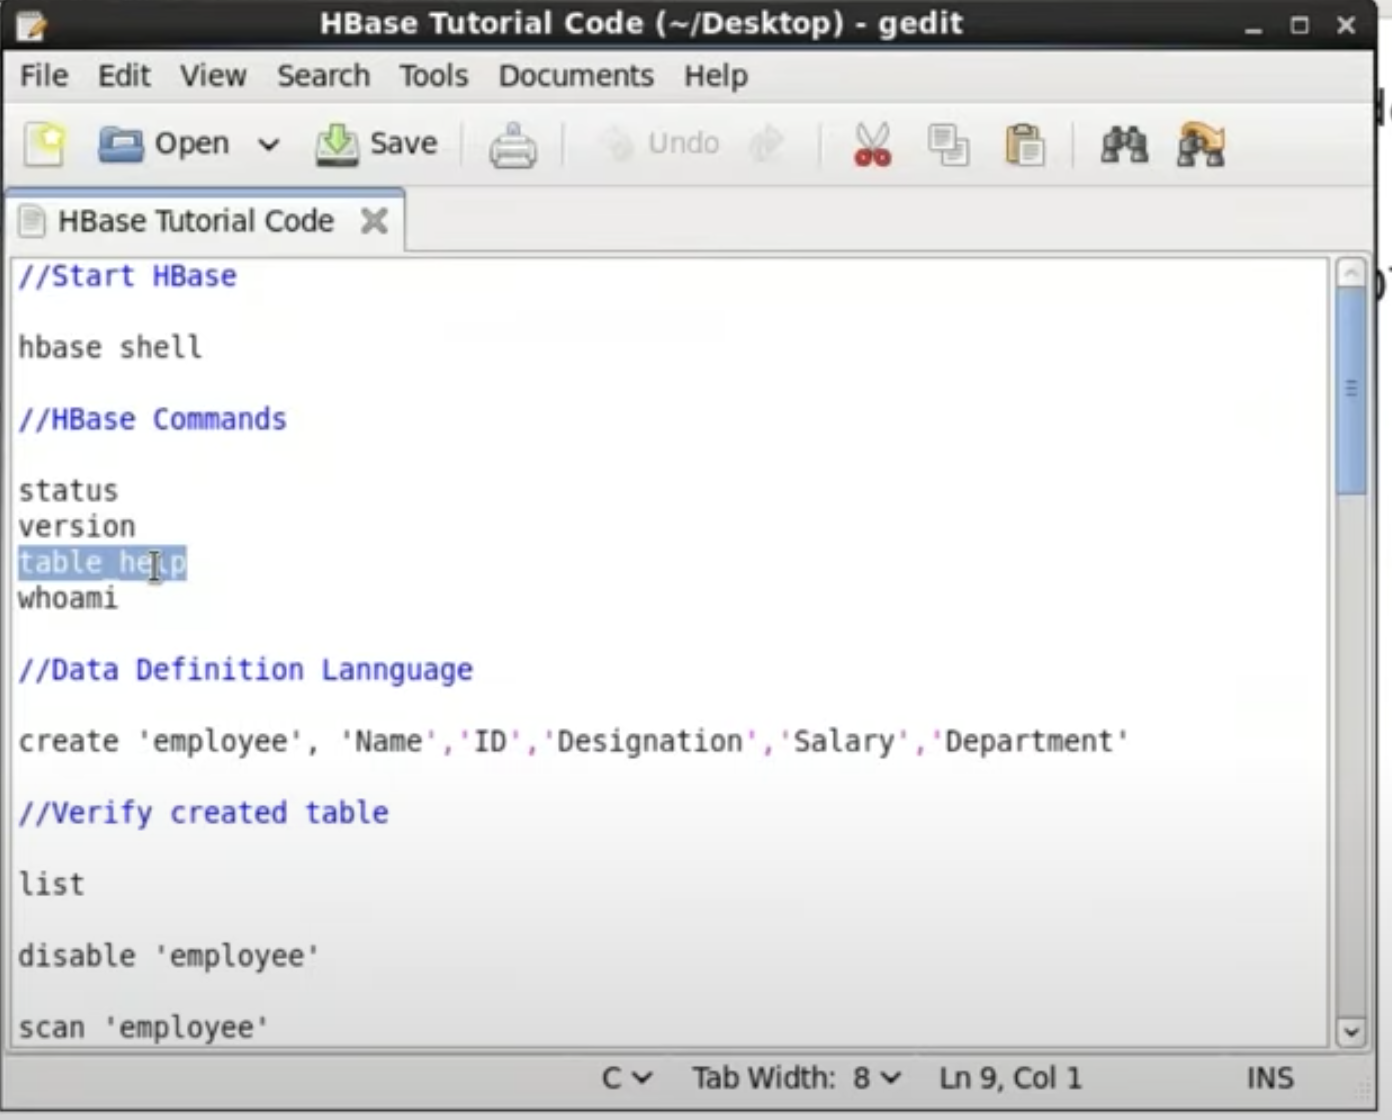 HBase Tutorial Code (~/Desktop) - gedit
File Edit View Search Tools Documents Help
Open Save Undo
HBase Tutorial Code
//Start HBase
hbase shell
//HBase Commands
status
version
table_help
whoami
//Data Definition Lannguage
create 'employee', 'Name','ID','Designation','Salary','Department'
//Verify created table
list
disable 'employee'
scan 'employee'
C Tab Width: 8 Ln 9, Col 1 INS